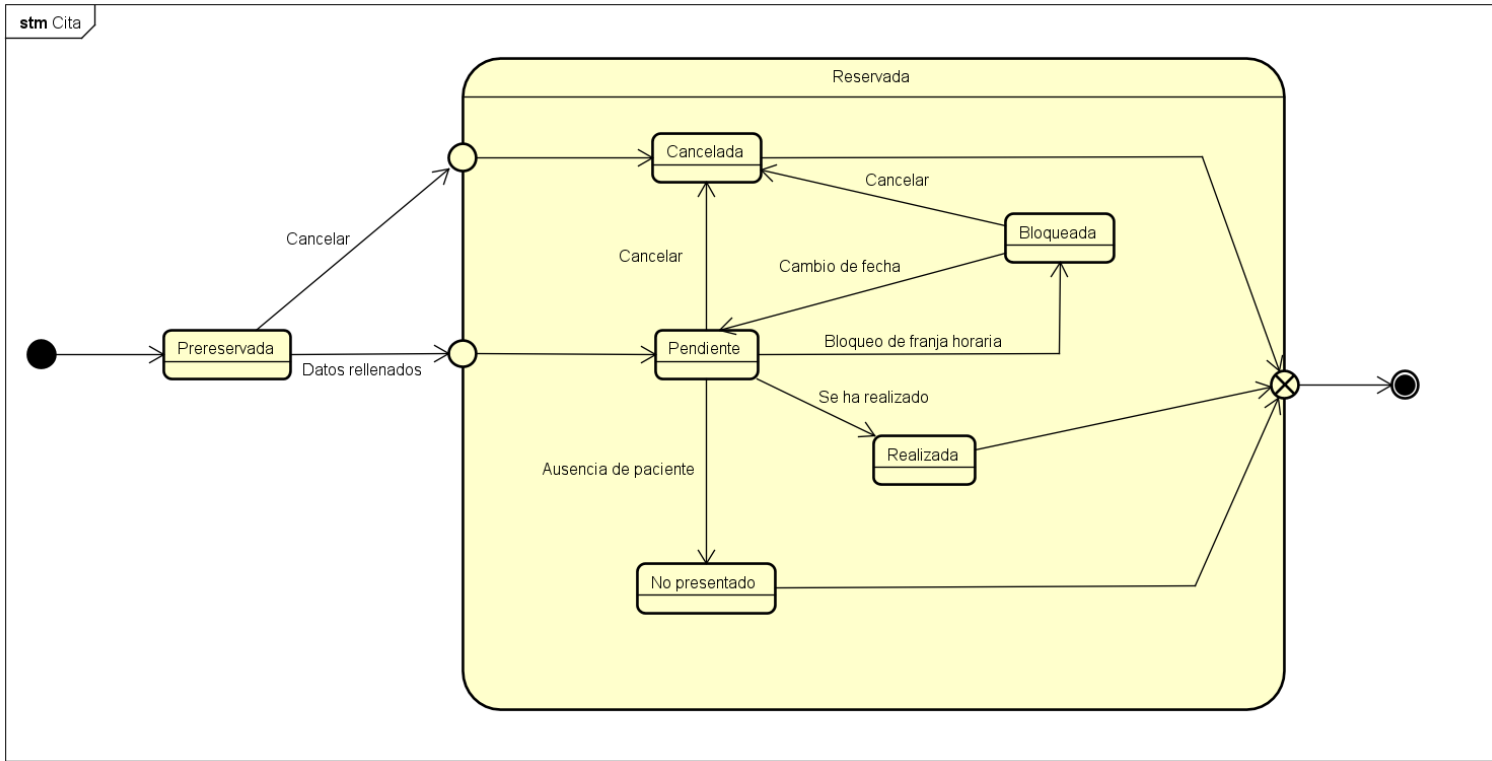 stm Cita
Reservada
Cancelada
Cancelar
Bloqueada
Cancelar
Cancelar
Cambio de fecha
Prereservada
Datos rellenados
Pendiente
Bloqueo de franja horaria
Se ha realizado
Realizada
Ausencia de paciente
No presentado